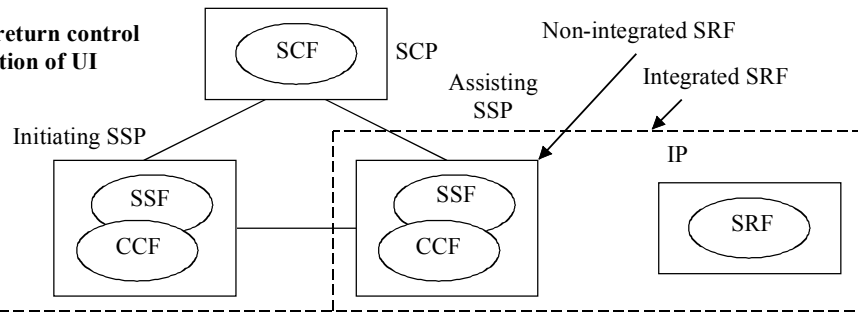 return control
tion of UI
SCF
SCP
Non-integrated SRF
Integrated SRF
Assisting
SSP
Initiating SSP
IP
SSF
CCF
SSF
CCF
SRF